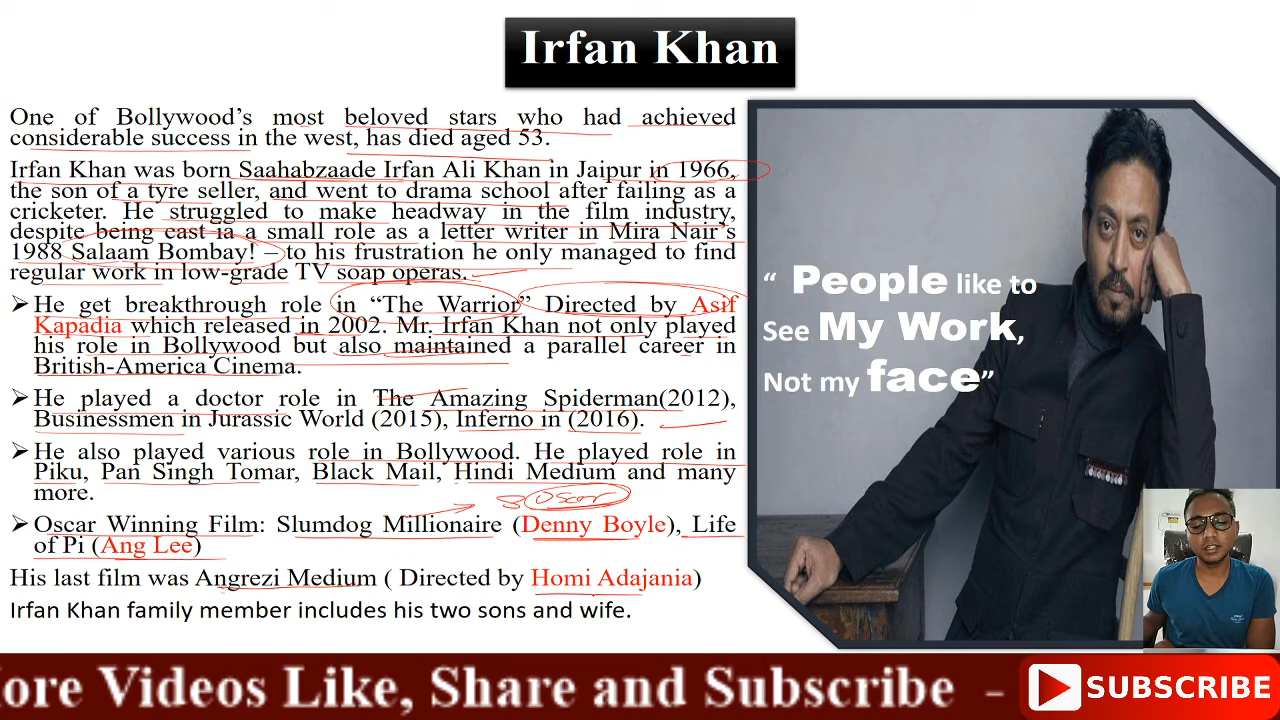 Irfan Khan
One of Bollywood’s most beloved stars who had achieved
considerable success in the west, has died aged 53.
Irfan Khan was born Saahabzaade Irfan Ali Khan in Jaipur in 1966,
the son of a tyre seller, and went to drama school after failing as a
cricketer. He struggled to make headway in the film industry,
despite being cast ia a small role as a letter writer in Mira Nair’s
1988 Salaam Bombay! – to his frustration he only managed to find
regular work in low-grade TV soap operas.
➢ He get breakthrough role in “The Warrior” Directed by Asif
Kapadia which released in 2002. Mr. Irfan Khan not only played
his role in Bollywood but also maintained a parallel career in
British-America Cinema.
➢ He played a doctor role in The Amazing Spiderman(2012),
Businessmen in Jurassic World (2015), Inferno in (2016).
➢ He also played various role in Bollywood. He played role in
Piku, Pan Singh Tomar, Black Mail, Hindi Medium and many
more.
8 Oscar
➢ Oscar Winning Film: Slumdog Millionaire (Denny Boyle), Life
of Pi (Ang Lee)
His last film was Angrezi Medium ( Directed by Homi Adajania)
Irfan Khan family member includes his two sons and wife.
“ People like to
See My Work,
Not my face”
ore Videos Like, Share and Subscribe –
SUBSCRIBE